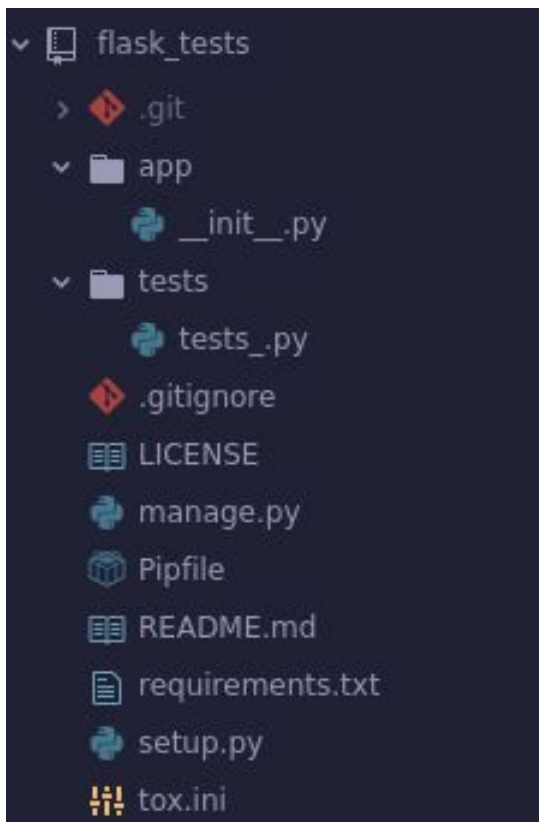 flask_tests
.git
app
__init__.py
tests
tests_.py
.gitignore
LICENSE
manage.py
Pipfile
README.md
requirements.txt
setup.py
tox.ini